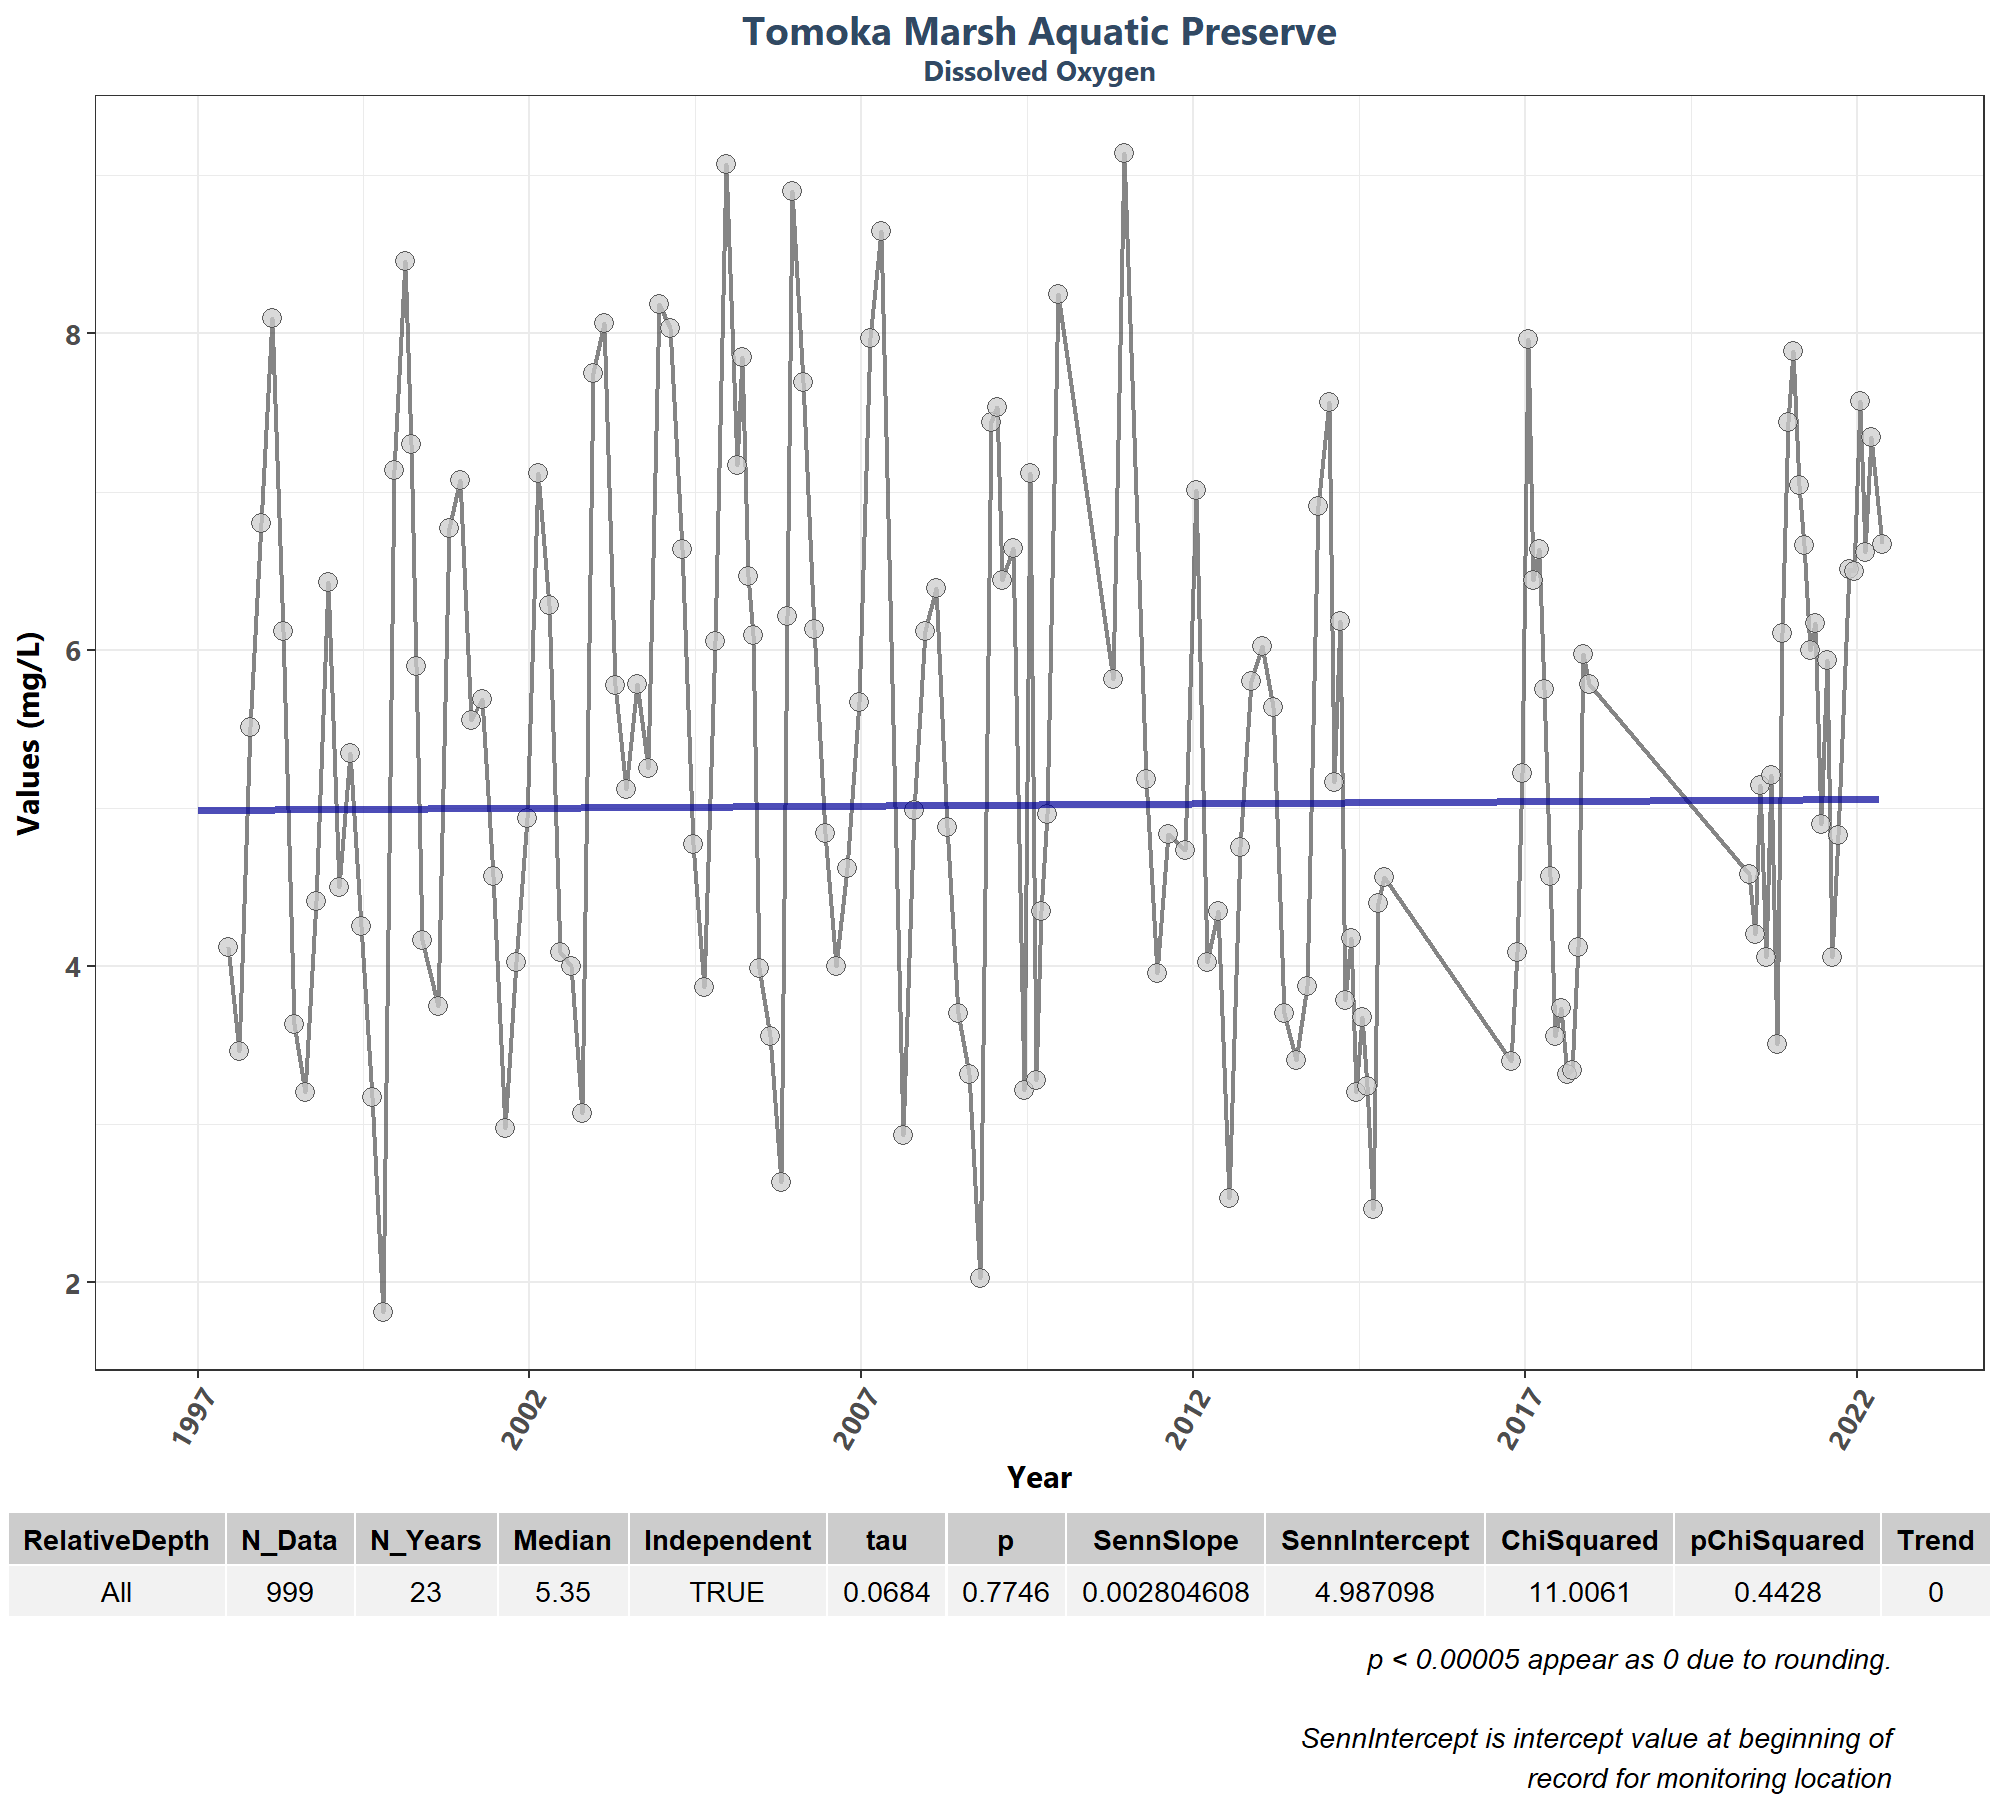 Tomoka Marsh Aquatic Preserve
Dissolved Oxygen
Values (mg/L)
8
6
4
2
1997 2002 2007 2012 2017 2022
Year
RelativeDepth N_Data N_Years Median Independent tau p SennSlope SennIntercept ChiSquared pChiSquared Trend
All 999 23 5.35 TRUE 0.0684 0.7746 0.002804608 4.987098 11.0061 0.4428 0
p < 0.00005 appear as 0 due to rounding.
SennIntercept is intercept value at beginning of
record for monitoring location